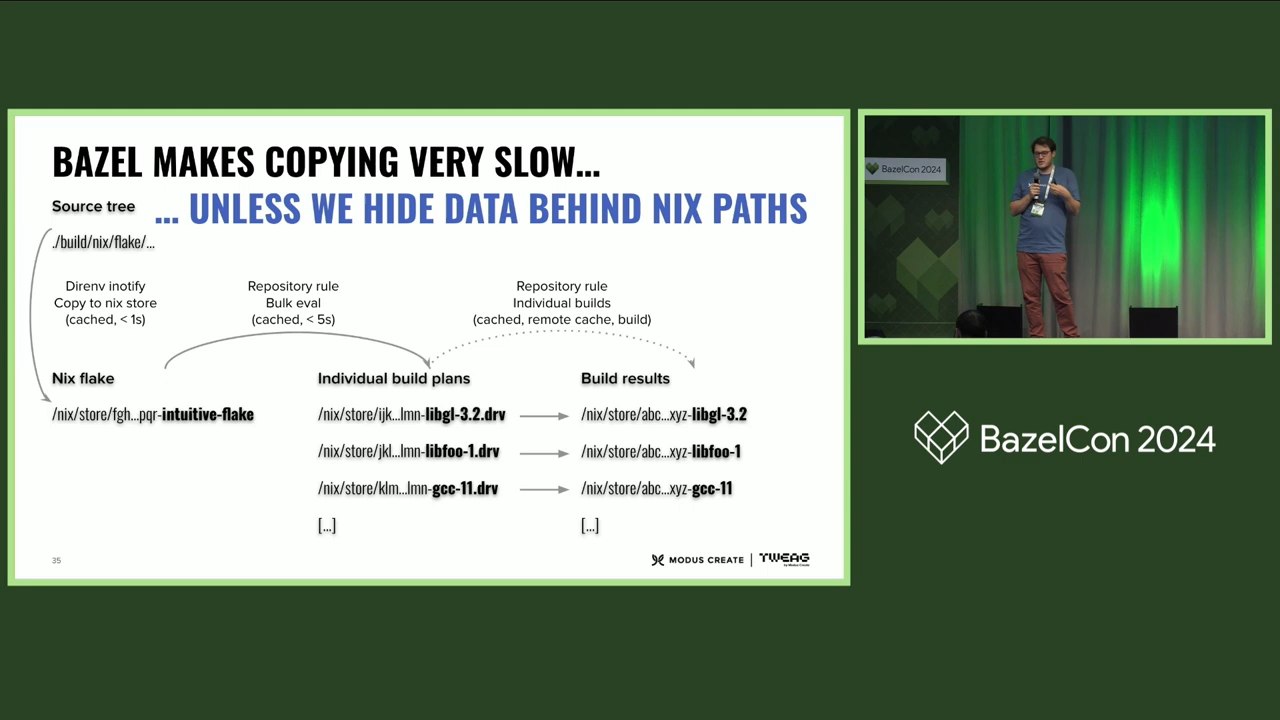 BAZEL MAKES COPYING VERY SLOW...
... UNLESS WE HIDE DATA BEHIND NIX PATHS
Source tree
./build/nix/flake/...
Direnv inotify
Copy to nix store
(cached, < 1s)
Repository rule
Bulk eval
(cached, < 5s)
Repository rule
Individual builds
(cached, remote cache, build)
Nix flake
/nix/store/fgh...pqr-intuitive-flake
Individual build plans
/nix/store/ijk...lmn-libgl-3.2.drv
/nix/store/jkl...lmn-libfoo-1.drv
/nix/store/klm...lmn-gcc-11.drv
[...]
Build results
/nix/store/abc...xyz-libgl-3.2
/nix/store/abc...xyz-libfoo-1
/nix/store/abc...xyz-gcc-11
[...]
35
MODUS CREATE | TWEAG
by Modus Create
BazelCon 2024
BazelCon 2024